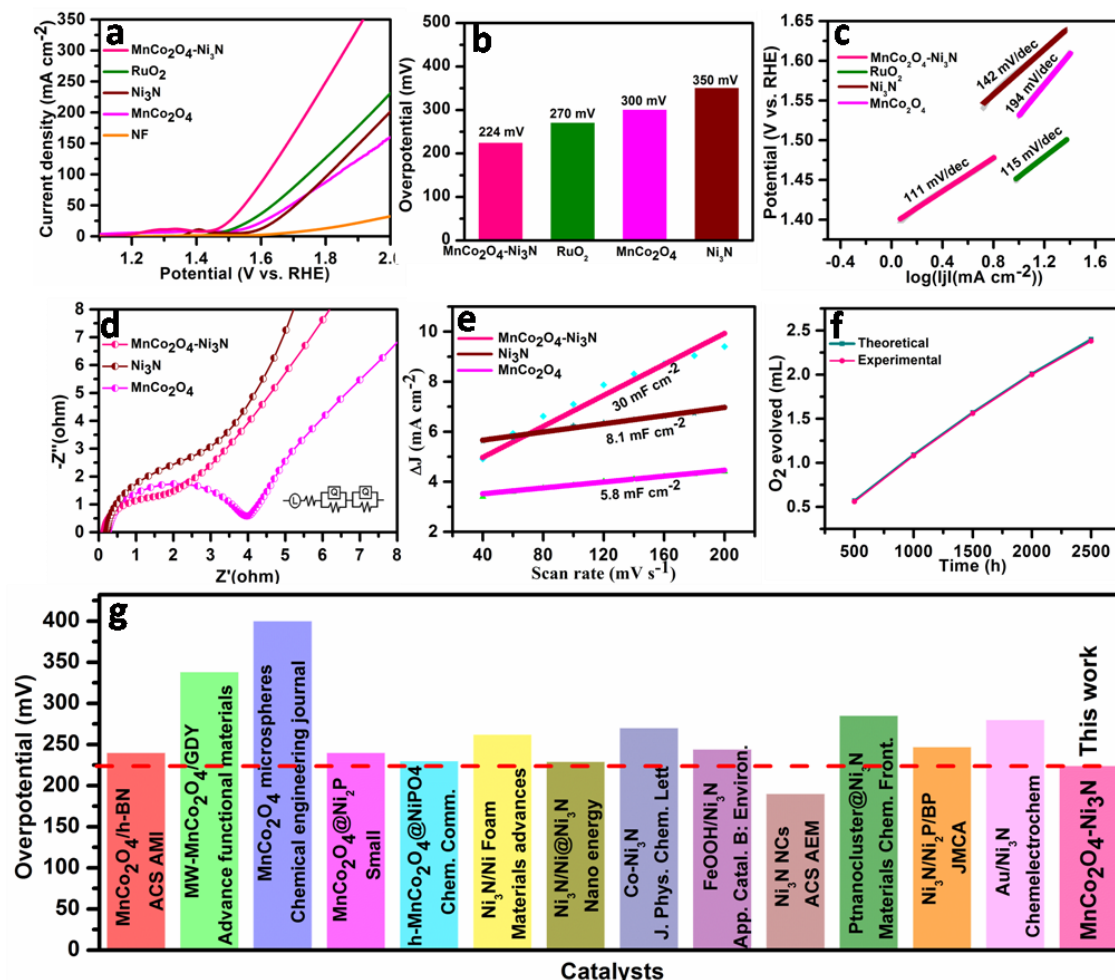 a
Current density (mA cm⁻²)
350
300
250
200
150
100
50
0
MnCo₂O₄-Ni₃N
RuO₂
Ni₃N
MnCo₂O₄
NF
1.2 1.4 1.6 1.8 2.0
Potential (V vs. RHE)
b
Overpotential (mV)
500
400
300
200
100
0
224 mV
270 mV
300 mV
350 mV
MnCo₂O₄-Ni₃N RuO₂ MnCo₂O₄ Ni₃N
c
Potential (V vs. RHE)
1.65
1.60
1.55
1.50
1.45
1.40
MnCo₂O₄-Ni₃N
RuO₂
Ni₃N
MnCo₂O₄
142 mV/dec
194 mV/dec
111 mV/dec
115 mV/dec
-0.4 0.0 0.4 0.8 1.2 1.6
log(IjI(mA cm⁻²))
d
-Z''(ohm)
-8
-6
-4
-2
0
MnCo₂O₄-Ni₃N
Ni₃N
MnCo₂O₄
0 1 2 3 4 5 6 7 8
Z'(ohm)
e
ΔJ (mA cm⁻²)
10
8
6
4
2
MnCo₂O₄-Ni₃N
Ni₃N
MnCo₂O₄
30 mF cm⁻²
8.1 mF cm⁻²
5.8 mF cm⁻²
40 80 120 160 200
Scan rate (mV s⁻¹)
f
O₂ evolved (mL)
2.5
2.0
1.5
1.0
0.5
Theoretical
Experimental
500 1000 1500 2000 2500
Time (h)
g
Overpotential (mV)
400
350
300
250
200
150
100
50
0
MnCo₂O₄/h-BN
ACS AMI
MW-MnCo₂O₄/GDY
Advance functional materials
MnCo₂O₄ microspheres
Chemical engineering journal
MnCo₂O₄@Ni₂P
Small
h-MnCo₂O₄@NiPO4
Chem. Comm.
Ni₃N/Ni Foam
Materials advances
Ni₃N/Ni@Ni₃N
Nano energy
Co-Ni₃N
J. Phys. Chem. Lett
FeOOH/Ni₃N
App. Catal. B: Environ.
Ni₃N NCs
ACS AEM
Ptnanocluster@Ni₃N
Materials Chem. Front.
Ni₃N/Ni₂P/BP
JMCA
Au/Ni₃N
Chemelectrochem
MnCo₂O₄-Ni₃N
This work
Catalysts